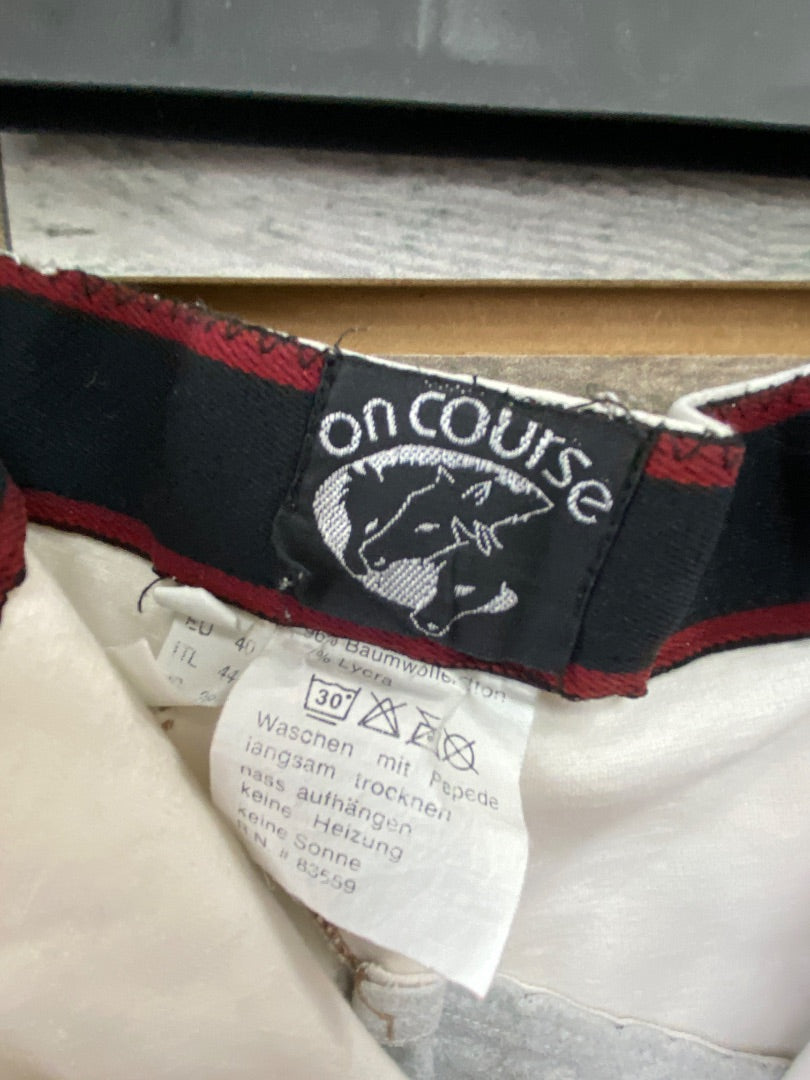 on course
EU 40
ITL 44
96% Baumwolle
% Lycra
30°
Waschen mit Pepede
langsam trocknen
nass aufhängen
keine Heizung
keine Sonne
R N # 83559